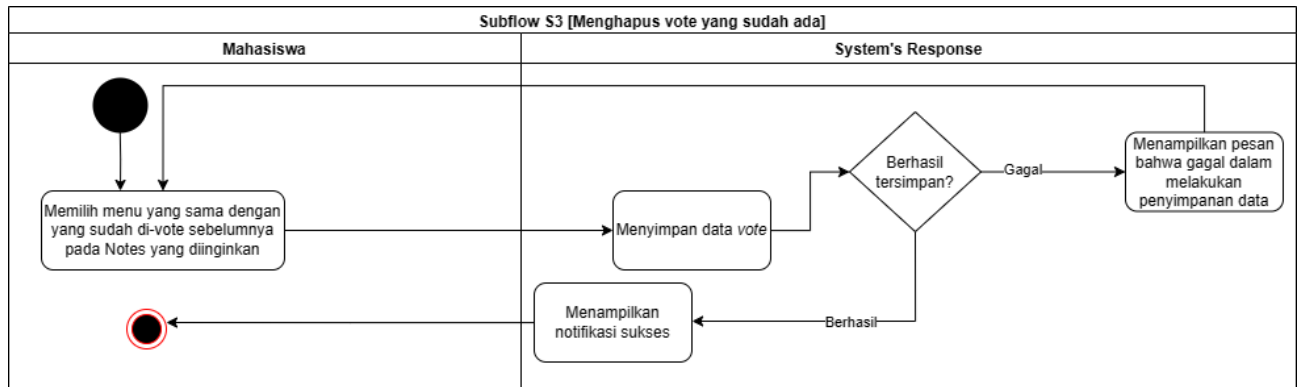 Subflow S3 [Menghapus vote yang sudah ada]
Mahasiswa
System's Response
Memilih menu yang sama dengan
yang sudah di-vote sebelumnya
pada Notes yang diinginkan
Menyimpan data vote
Berhasil
tersimpan?
Gagal
Menampilkan pesan
bahwa gagal dalam
melakukan
penyimpanan data
Berhasil
Menampilkan
notifikasi sukses